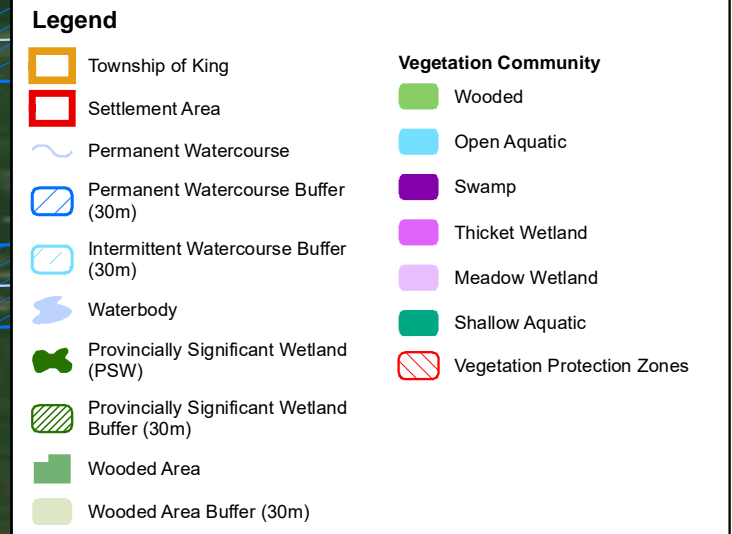 Legend
Township of King
Settlement Area
Permanent Watercourse
Permanent Watercourse Buffer
(30m)
Intermittent Watercourse Buffer
(30m)
Waterbody
Provincially Significant Wetland
(PSW)
Provincially Significant Wetland
Buffer (30m)
Wooded Area
Wooded Area Buffer (30m)
Vegetation Community
Wooded
Open Aquatic
Swamp
Thicket Wetland
Meadow Wetland
Shallow Aquatic
Vegetation Protection Zones